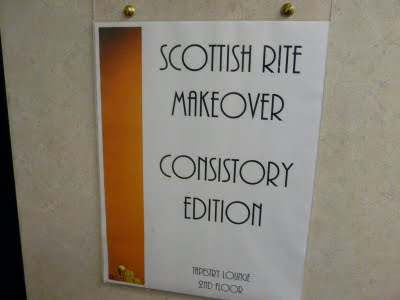 SCOTTISH RITE
MAKEOVER
CONSISTORY
EDITION
TAPESTRY LOUNGE
2ND FLOOR